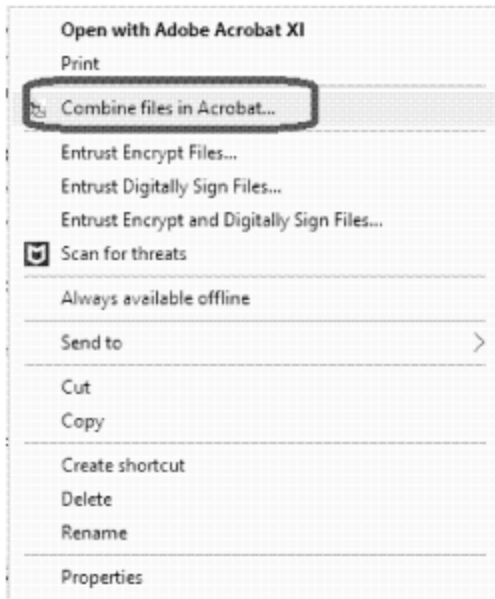 Open with Adobe Acrobat XI
Print
Combine files in Acrobat...
Entrust Encrypt Files...
Entrust Digitally Sign Files...
Entrust Encrypt and Digitally Sign Files...
Scan for threats
Always available offline
Send to
Cut
Copy
Create shortcut
Delete
Rename
Properties